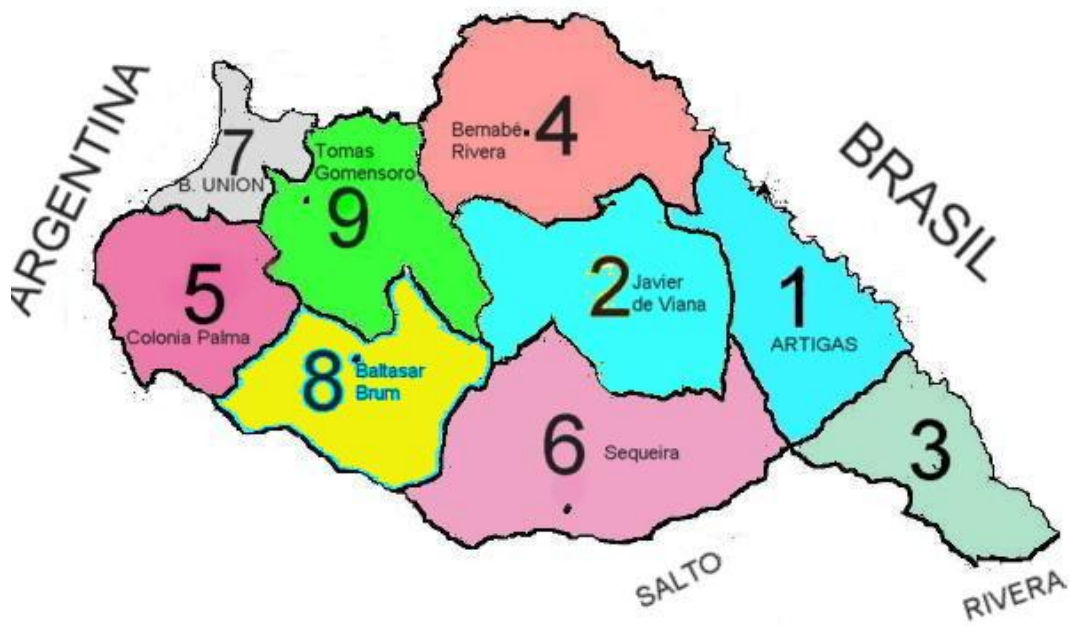 ARGENTINA
BRASIL
4
Bernabé
Rivera
7
B. UNION
Tomas
Gomensoro
9
5
Colonia Palma
2
Javier
de Viana
1
ARTIGAS
8
Baltasar
Brum
6
Sequeira
3
SALTO
RIVERA